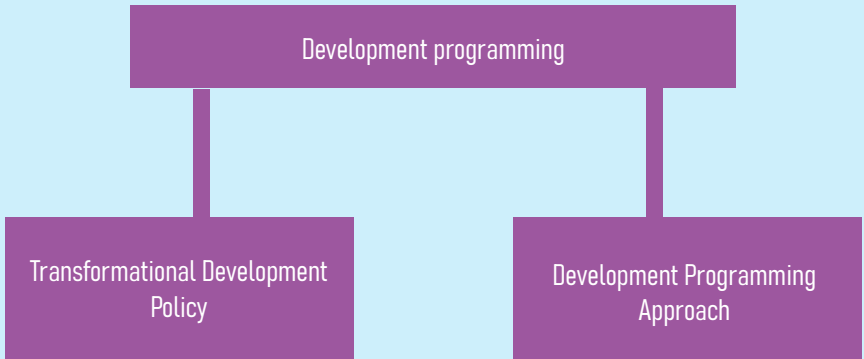 Development programming
Transformational Development
Policy
Development Programming
Approach